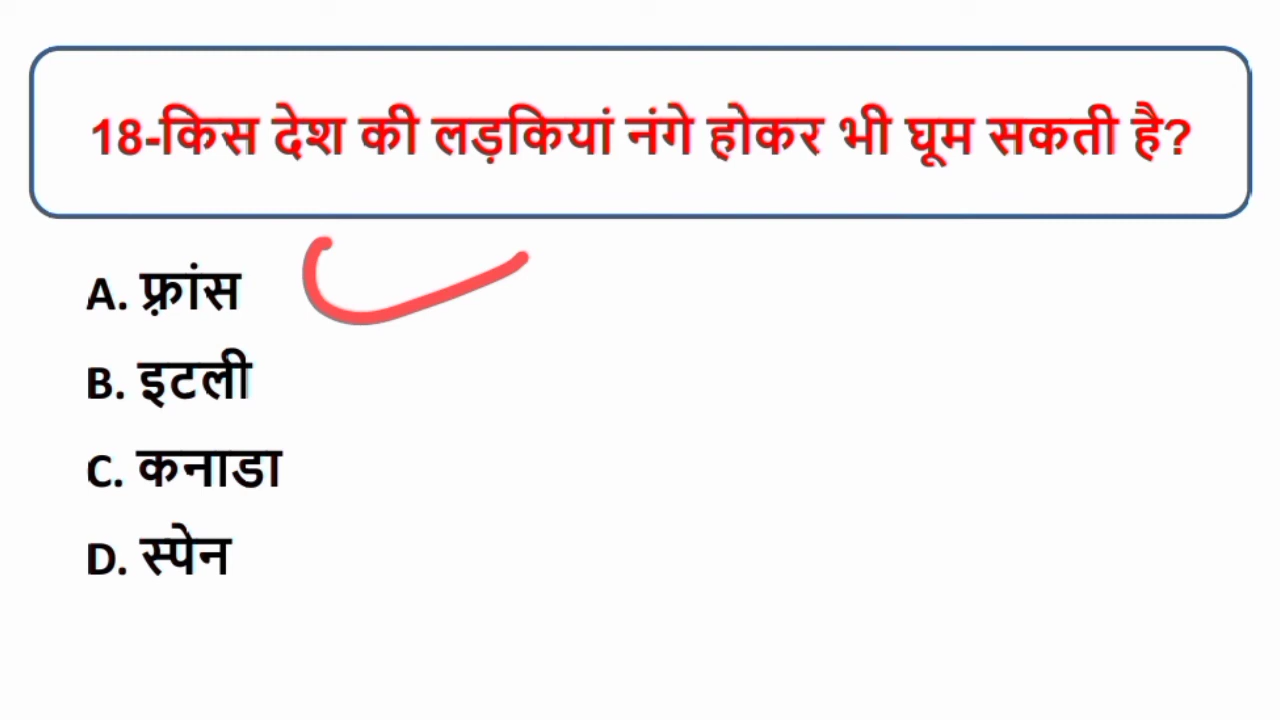 18-किस देश की लड़कियां नंगे होकर भी घूम सकती है?
A. फ़्रांस
B. इटली
C. कनाडा
D. स्पेन